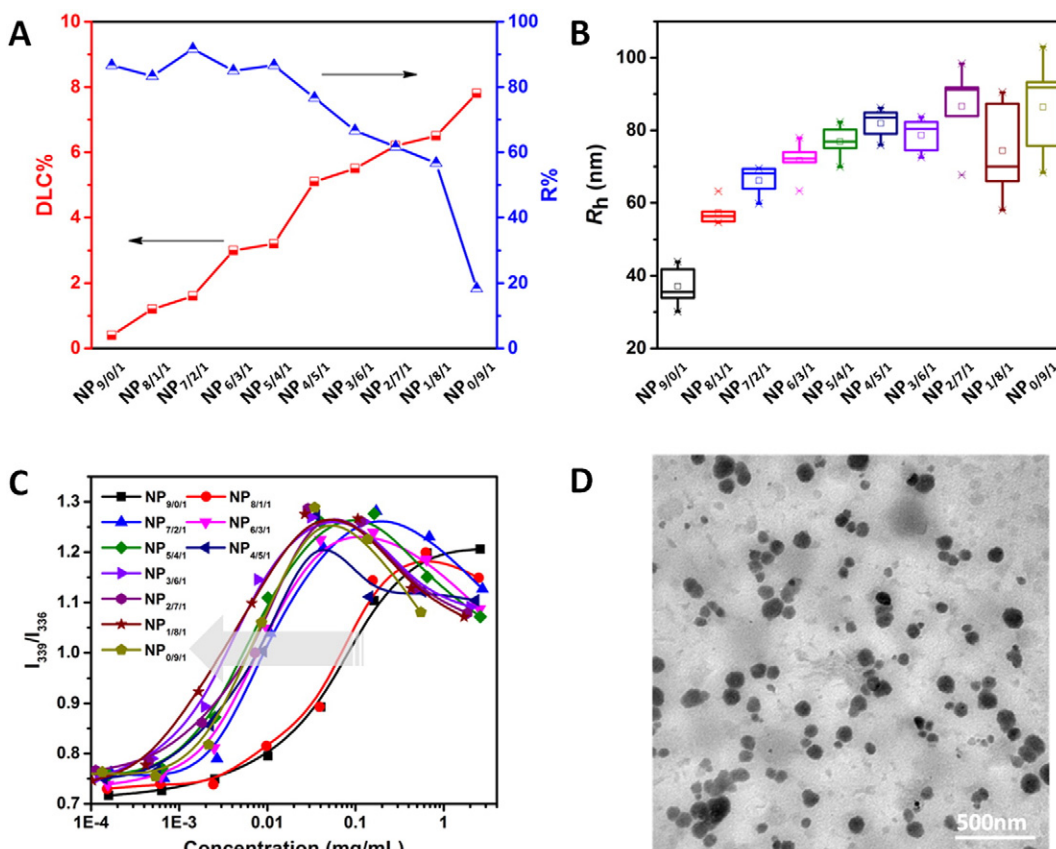 A
10
8
6
4
2
0
DLC%
100
80
60
40
20
0
R%
NP9/0/1
NP8/1/1
NP7/2/1
NP6/3/1
NP5/4/1
NP4/5/1
NP3/6/1
NP2/7/1
NP1/8/1
NP0/9/1
B
100
80
60
40
20
Rh (nm)
NP9/0/1
NP8/1/1
NP7/2/1
NP6/3/1
NP5/4/1
NP4/5/1
NP3/6/1
NP2/7/1
NP1/8/1
NP0/9/1
C
1.3
1.2
1.1
1.0
0.9
0.8
0.7
I339/I336
NP9/0/1 NP8/1/1
NP7/2/1 NP6/3/1
NP5/4/1 NP4/5/1
NP3/6/1
NP2/7/1
NP1/8/1
NP0/9/1
1E-4 1E-3 0.01 0.1 1
Concentration (mg/mL)
D
500nm